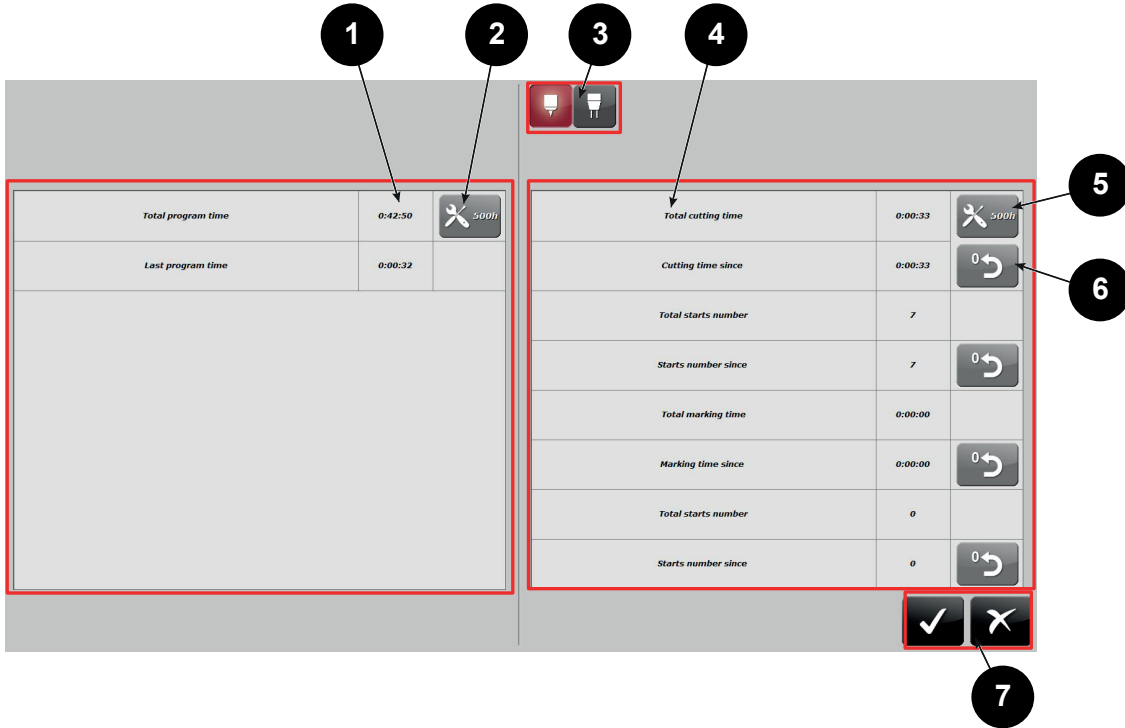 1 2 3 4
Total program time 0:42:50 500h
Last program time 0:00:32
Total cutting time 0:00:33 500h
5
Cutting time since 0:00:33 0
6
Total starts number 7
Starts number since 7 0
Total marking time 0:00:00
Marking time since 0:00:00 0
Total starts number 0
Starts number since 0 0
7